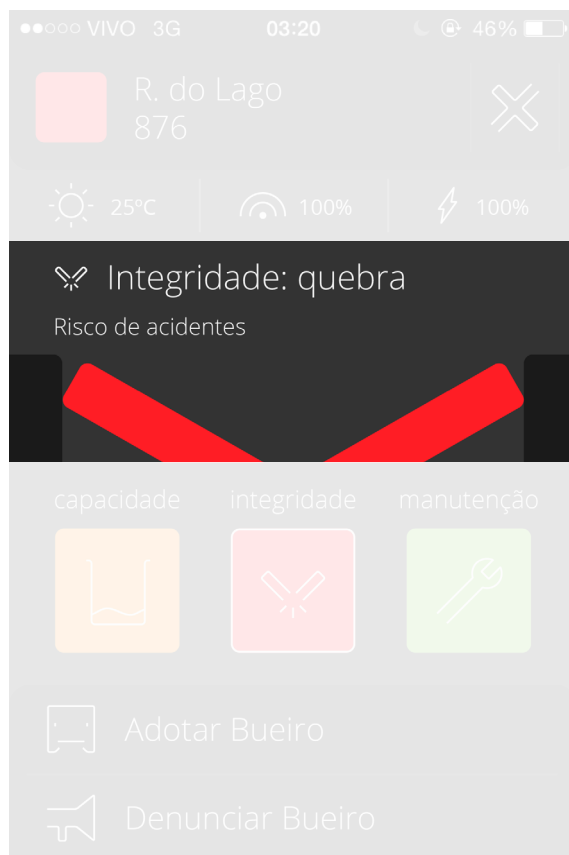 VIVO 3G 03:20 46%
R. do Lago
876
25ºC 100% 100%
Integridade: quebra
Risco de acidentes
capacidade integridade manutenção
Adotar Bueiro
Denunciar Bueiro